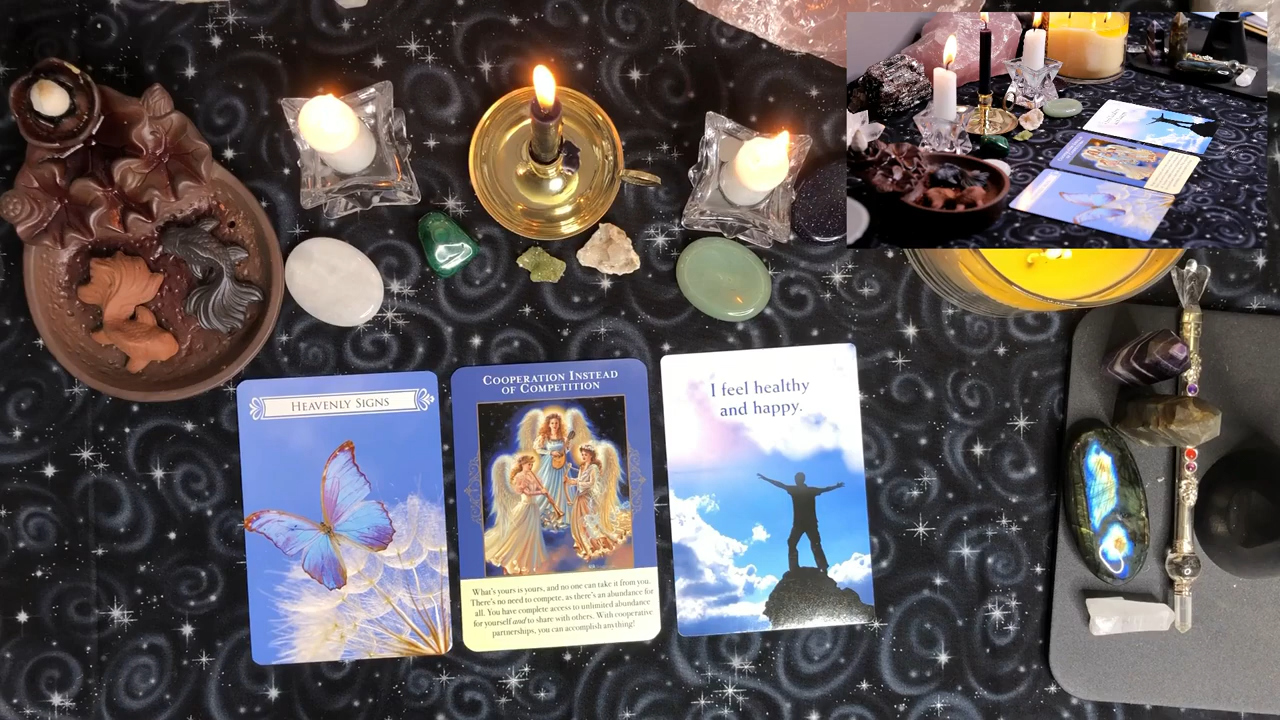 HEAVENLY SIGNS
COOPERATION INSTEAD
OF COMPETITION
What's yours is yours, and no one can take it from you.
There's no need to compete, as there's an abundance for
all. You have complete access to unlimited abundance
for yourself and to share with others. With cooperative
partnerships, you can accomplish anything!
I feel healthy
and happy.